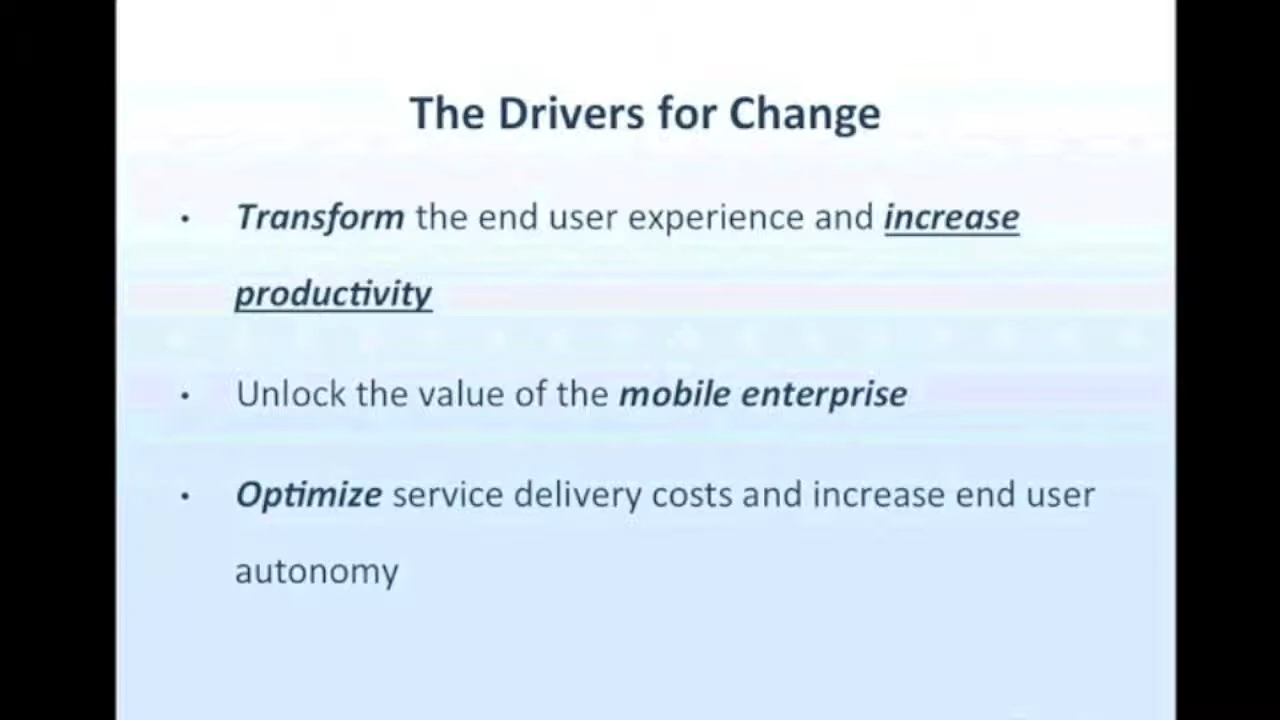 The Drivers for Change
• Transform the end user experience and increase
productivity
• Unlock the value of the mobile enterprise
• Optimize service delivery costs and increase end user
autonomy